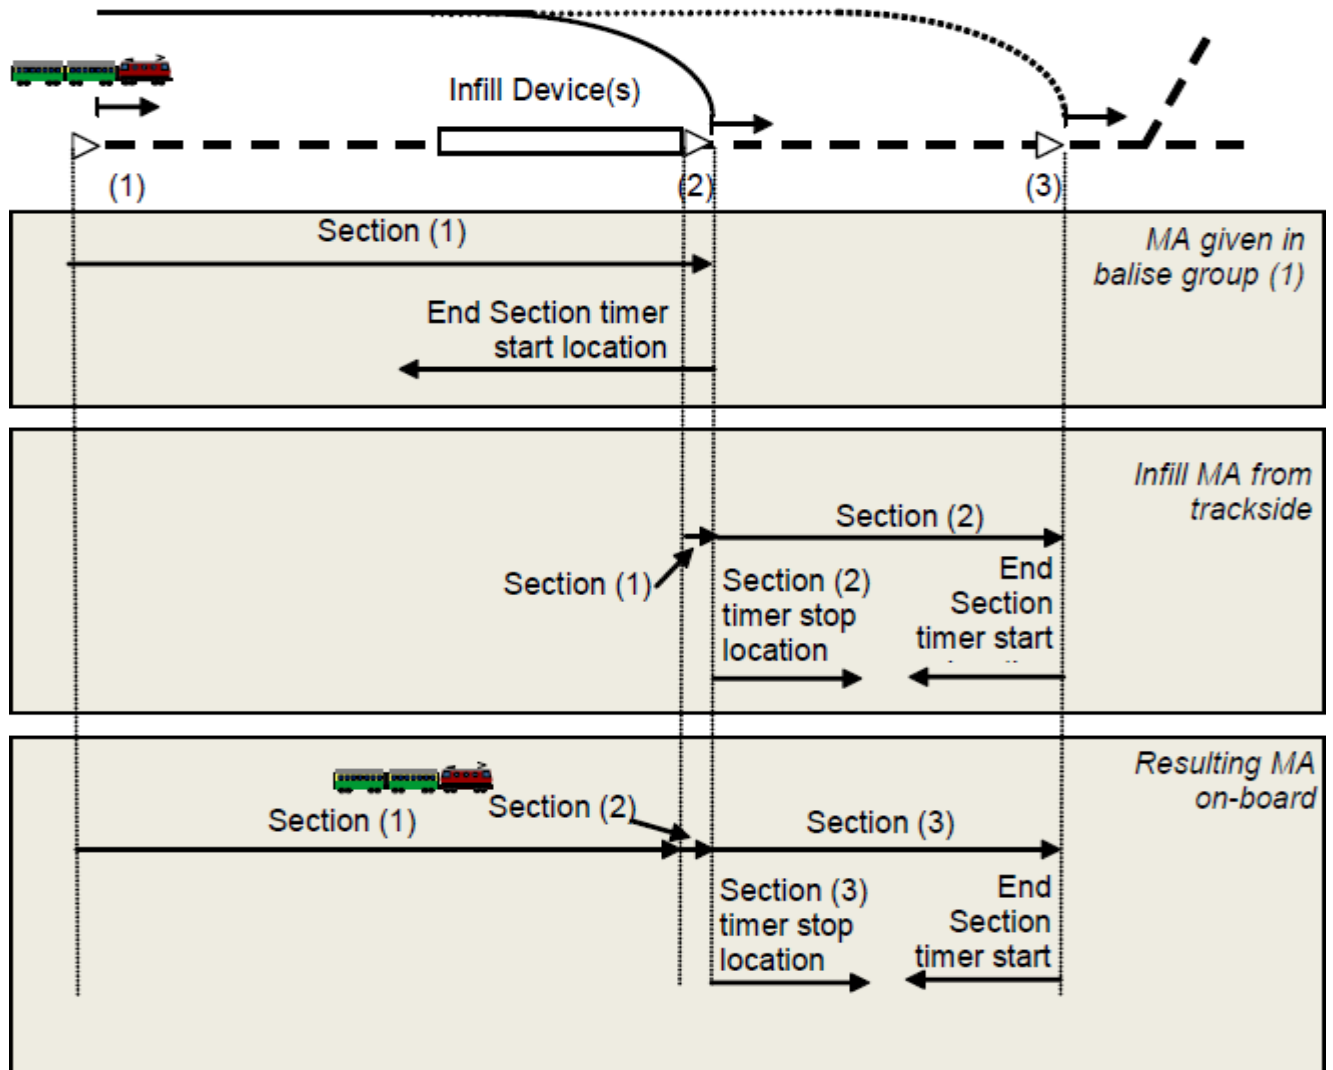 Infill Device(s)
(1)
(2)
(3)
Section (1)
MA given in
balise group (1)
End Section timer
start location
Infill MA from
trackside
Section (2)
Section (1)
Section (2)
timer stop
location
End
Section
timer start
Resulting MA
on-board
Section (1)
Section (2)
Section (3)
Section (3)
timer stop
location
End
Section
timer start